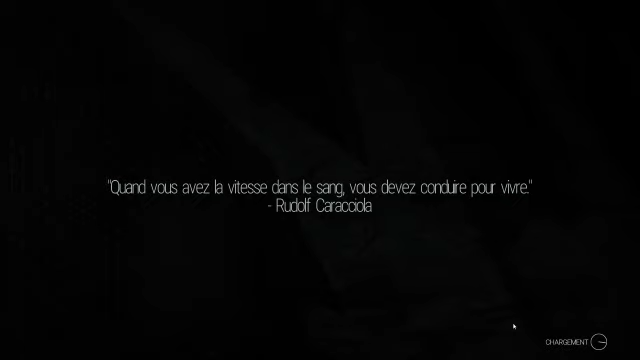 "Quand vous avez la vitesse dans le sang, vous devez conduire pour vivre."
- Rudolf Caracciola
CHARGEMENT